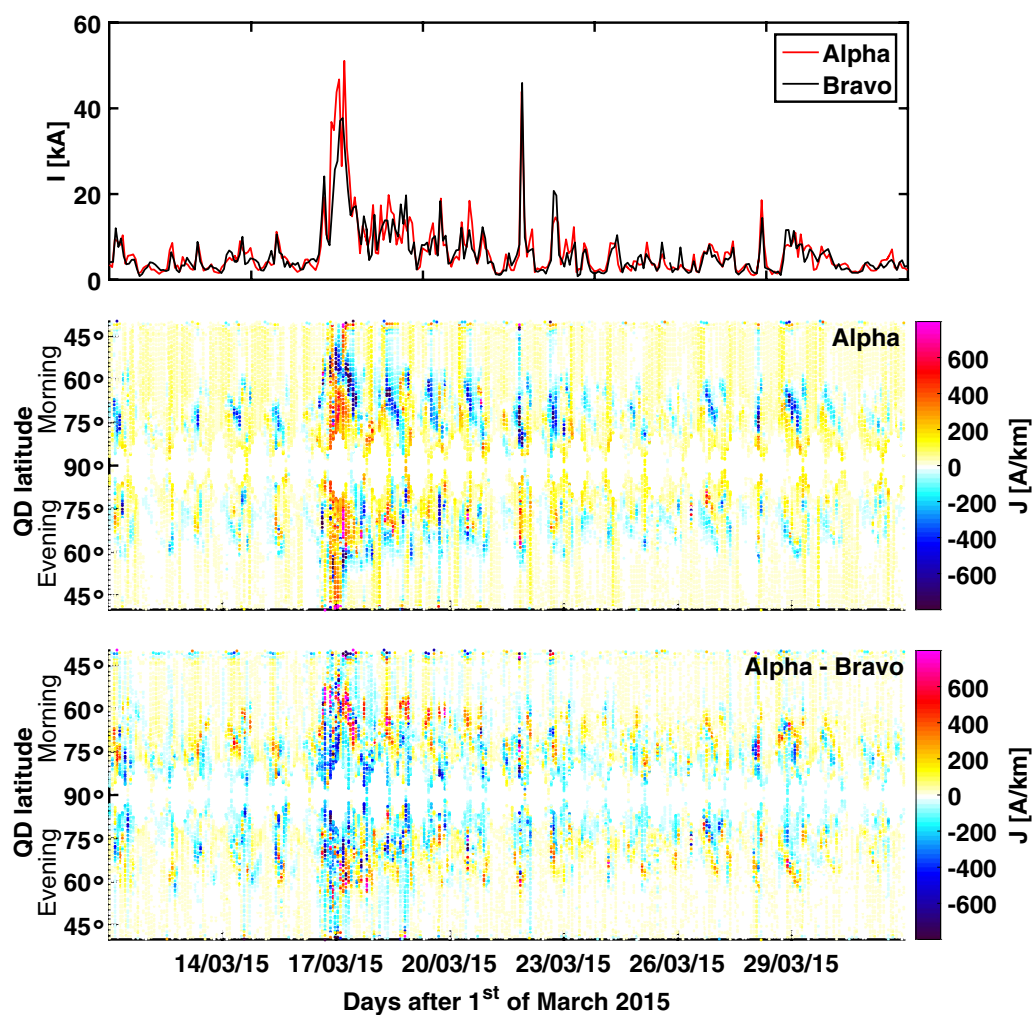 60
40
20
0
I [kA]
Alpha
Bravo
Alpha
45°
60°
75°
90°
75°
60°
45°
QD latitude
Morning
Evening
600
400
200
0
-200
-400
-600
J [A/km]
Alpha - Bravo
45°
60°
75°
90°
75°
60°
45°
QD latitude
Morning
Evening
600
400
200
0
-200
-400
-600
J [A/km]
14/03/15 17/03/15 20/03/15 23/03/15 26/03/15 29/03/15
Days after 1st of March 2015